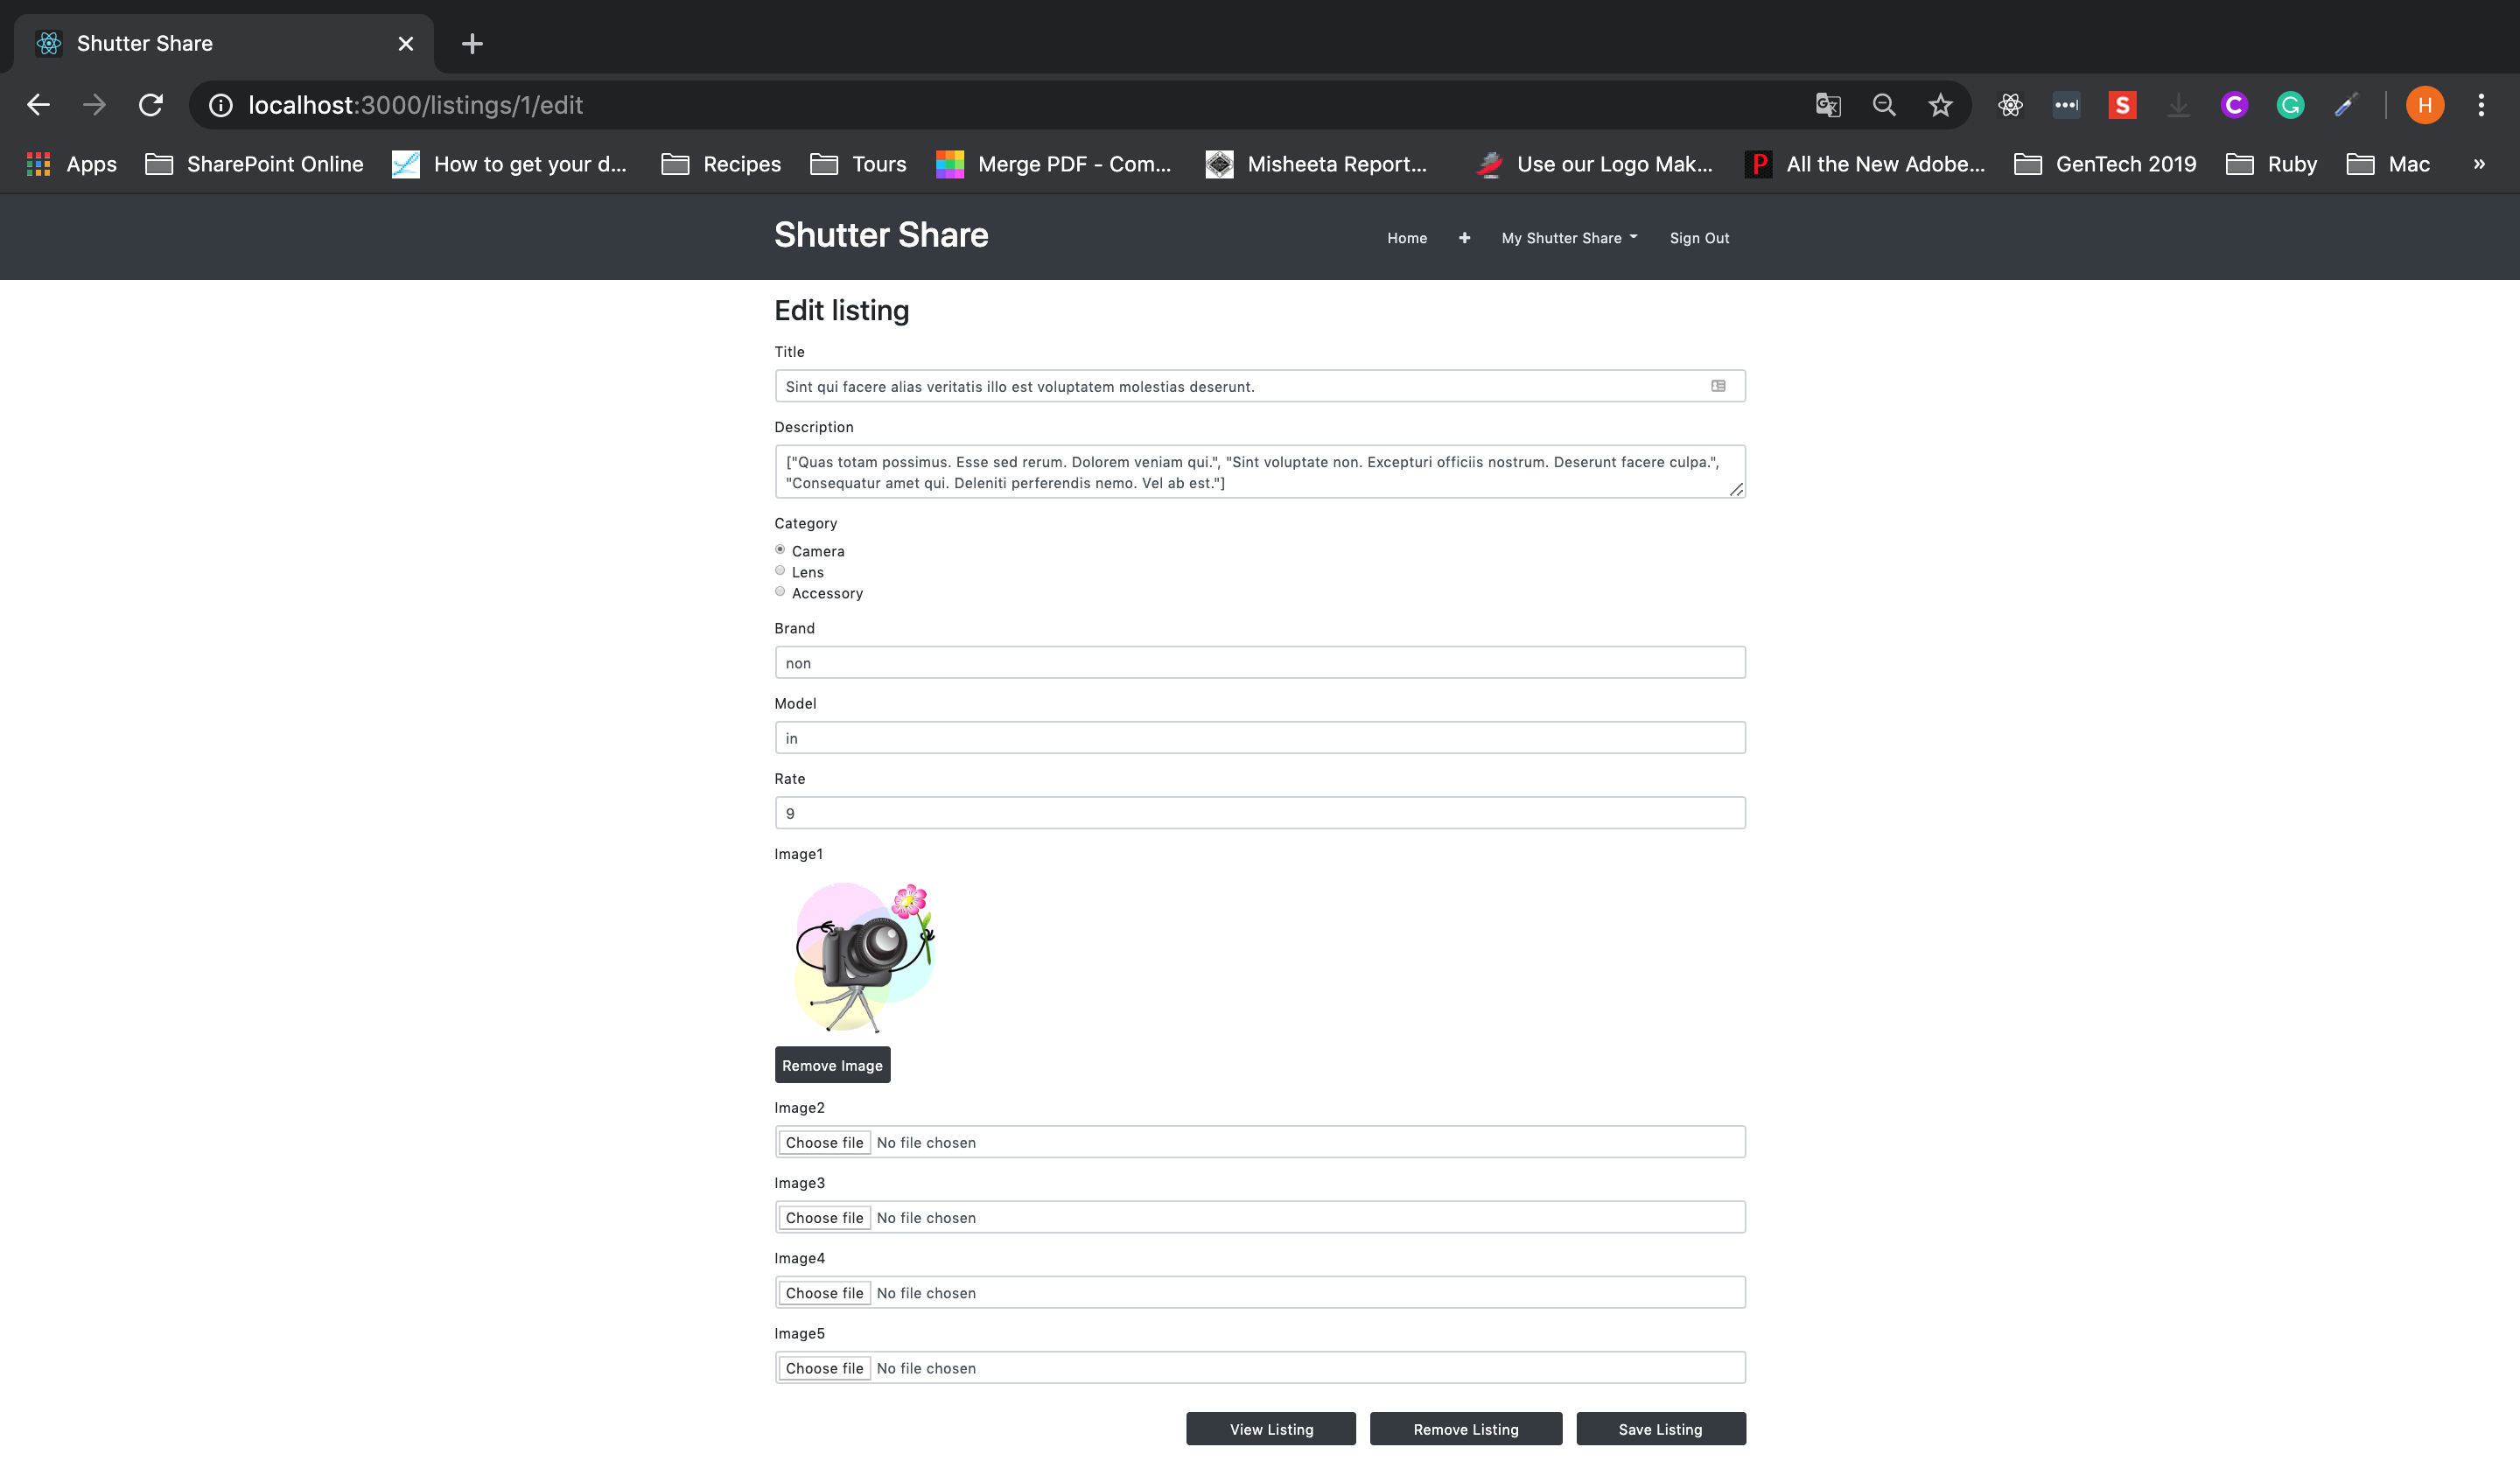 Shutter Share
localhost:3000/listings/1/edit
H
Apps SharePoint Online How to get your d... Recipes Tours Merge PDF - Com... Misheeta Report... Use our Logo Mak... All the New Adobe... GenTech 2019 Ruby Mac »
Shutter Share
Home + My Shutter Share Sign Out
Edit listing
Title
Sint qui facere alias veritatis illo est voluptatem molestias deserunt.
Description
["Quas totam possimus. Esse sed rerum. Dolorem veniam qui.", "Sint voluptate non. Excepturi officiis nostrum. Deserunt facere culpa.",
"Consequatur amet qui. Deleniti perferendis nemo. Vel ab est."]
Category
Camera
Lens
Accessory
Brand
non
Model
in
Rate
9
Image1
Remove Image
Image2
Choose file No file chosen
Image3
Choose file No file chosen
Image4
Choose file No file chosen
Image5
Choose file No file chosen
View Listing Remove Listing Save Listing